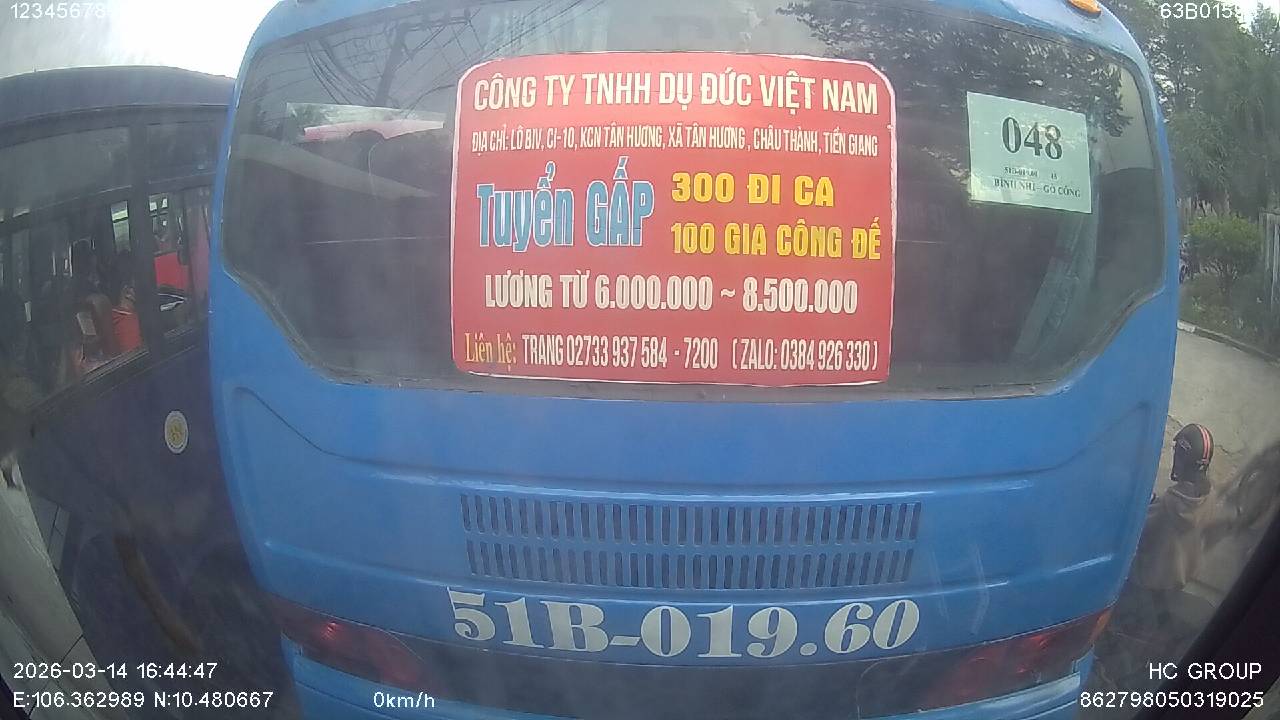 CÔNG TY TNHH DỤ ĐỨC VIỆT NAM
ĐỊA CHỈ: LÔ BIV, CI-10, KCN TÂN HƯƠNG, XÃ TÂN HƯƠNG , CHÂU THÀNH, TIỀN GIANG
Tuyển GẤP
300 ĐI CA
100 GIA CÔNG ĐẾ
LƯƠNG TỪ 6.000.000 ~ 8.500.000
Liên hệ: TRANG 02733 937 584 - 7200 ( ZALO: 0384 926 330 )
048
BÌNH NHỊ - GÒ CÔNG
51B-019.60
2026-03-14 16:44:47
E:106.362989 N:10.480667
0km/h
HC GROUP
862798050319025